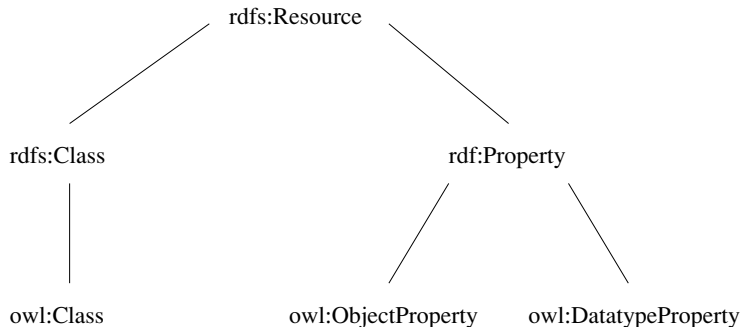 rdfs:Resource
rdfs:Class
rdf:Property
owl:Class
owl:ObjectProperty
owl:DatatypeProperty